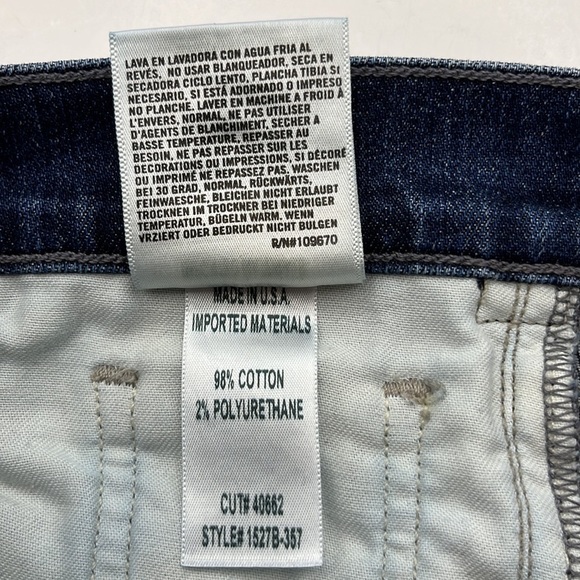 LAVA EN LAVADORA CON AGUA FRIA AL
REVÉS, NO USAR BLANQUEADOR, SECA EN
SECADORA CICLO LENTO, PLANCHA TIBIA SI
NECESARIO, SI ESTÁ ADORNADO O IMPRESO
NO PLANCHE. LAVER EN MACHINE A FROID À
L'ENVERS, NORMAL, NE PAS UTILISER
D'AGENTS DE BLANCHIMENT, SECHER A
BASSE TEMPERATURE, REPASSER AU
BESOIN, NE PAS REPASSER SUR LES
DECORATIONS OU IMPRESSIONS, SI DÉCORÉ
OU IMPRIMÉ, NE REPASSEZ PAS. WASCHEN
BEI 30 GRAD, NORMAL, RÜCKWÄRTS,
FEINWAESCHE, BLEICHEN NICHT ERLAUBT
TROCKNEN IM TROCKNER BEI NIEDRIGER
TEMPERATUR, BÜGELN WARM. WENN
VRZIERT ODER BEDRUCKT NICHT BÜLGEN
R/N#109670
MADE IN U.S.A.
IMPORTED MATERIALS
98% COTTON
2% POLYURETHANE
CUT# 40662
STYLE# 1527B-357